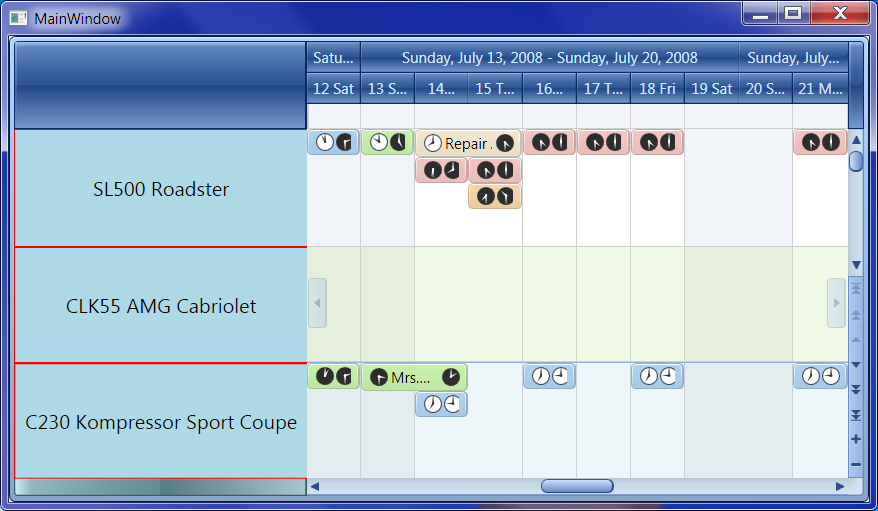 MainWindow
Satu... Sunday, July 13, 2008 - Sunday, July 20, 2008 Sunday, July...
12 Sat 13 S... 14... 15 T... 16... 17 T... 18 Fri 19 Sat 20 S... 21 M...
SL500 Roadster
Repair .
CLK55 AMG Cabriolet
C230 Kompressor Sport Coupe
Mrs....